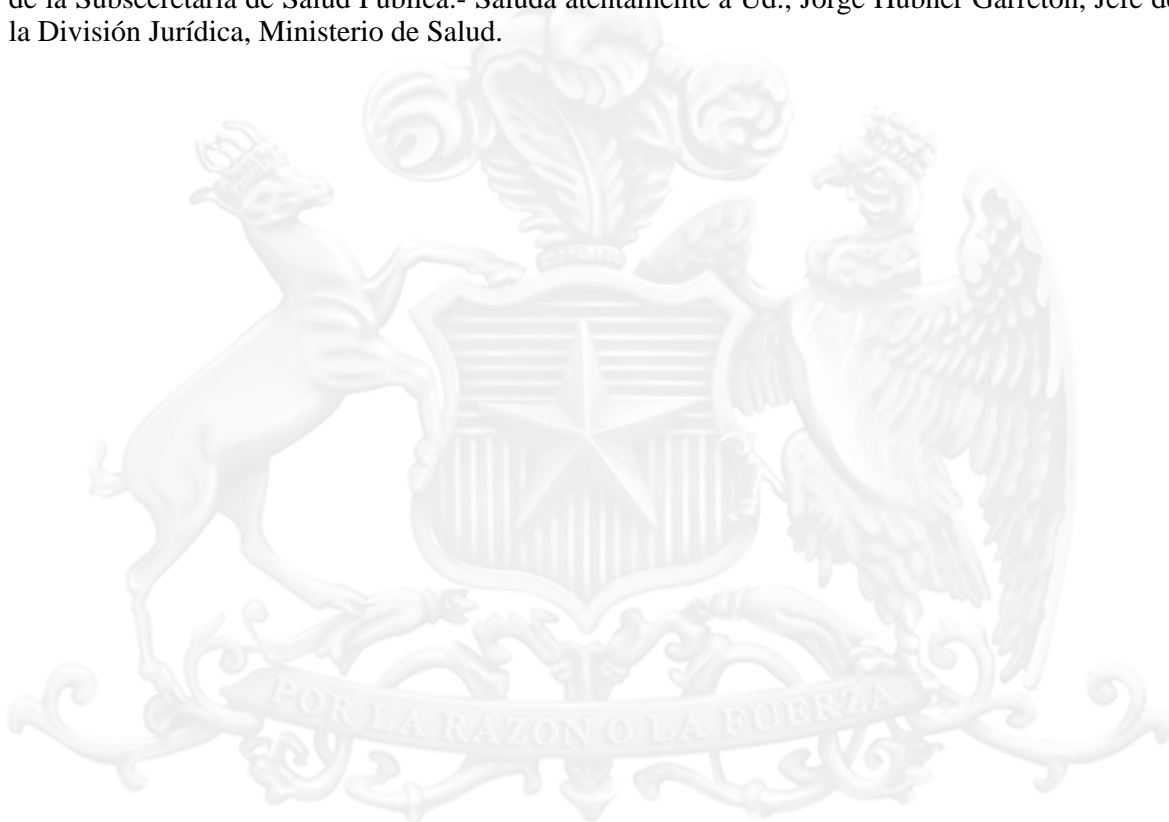 de la Subsecretaría de Salud Pública.- Saluda atentamente a Ud., Jorge Hübner Garretón, Jefe de
la División Jurídica, Ministerio de Salud.
POR LA RAZON O LA FUERZA